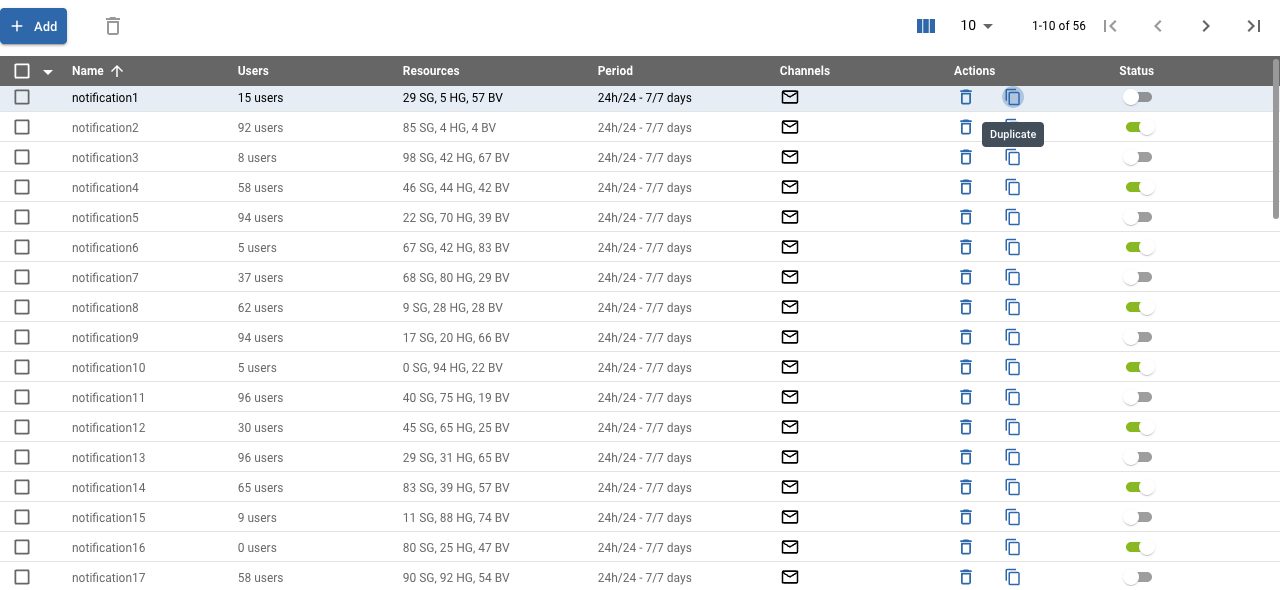 Add 10 1-10 of 56
Name Users Resources Period Channels Actions Status
notification1 15 users 29 SG, 5 HG, 57 BV 24h/24 - 7/7 days
notification2 92 users 85 SG, 4 HG, 4 BV 24h/24 - 7/7 days
Duplicate
notification3 8 users 98 SG, 42 HG, 67 BV 24h/24 - 7/7 days
notification4 58 users 46 SG, 44 HG, 42 BV 24h/24 - 7/7 days
notification5 94 users 22 SG, 70 HG, 39 BV 24h/24 - 7/7 days
notification6 5 users 67 SG, 42 HG, 83 BV 24h/24 - 7/7 days
notification7 37 users 68 SG, 80 HG, 29 BV 24h/24 - 7/7 days
notification8 62 users 9 SG, 28 HG, 28 BV 24h/24 - 7/7 days
notification9 94 users 17 SG, 20 HG, 66 BV 24h/24 - 7/7 days
notification10 5 users 0 SG, 94 HG, 22 BV 24h/24 - 7/7 days
notification11 96 users 40 SG, 75 HG, 19 BV 24h/24 - 7/7 days
notification12 30 users 45 SG, 65 HG, 25 BV 24h/24 - 7/7 days
notification13 96 users 29 SG, 31 HG, 65 BV 24h/24 - 7/7 days
notification14 65 users 83 SG, 39 HG, 57 BV 24h/24 - 7/7 days
notification15 9 users 11 SG, 88 HG, 74 BV 24h/24 - 7/7 days
notification16 0 users 80 SG, 25 HG, 47 BV 24h/24 - 7/7 days
notification17 58 users 90 SG, 92 HG, 54 BV 24h/24 - 7/7 days